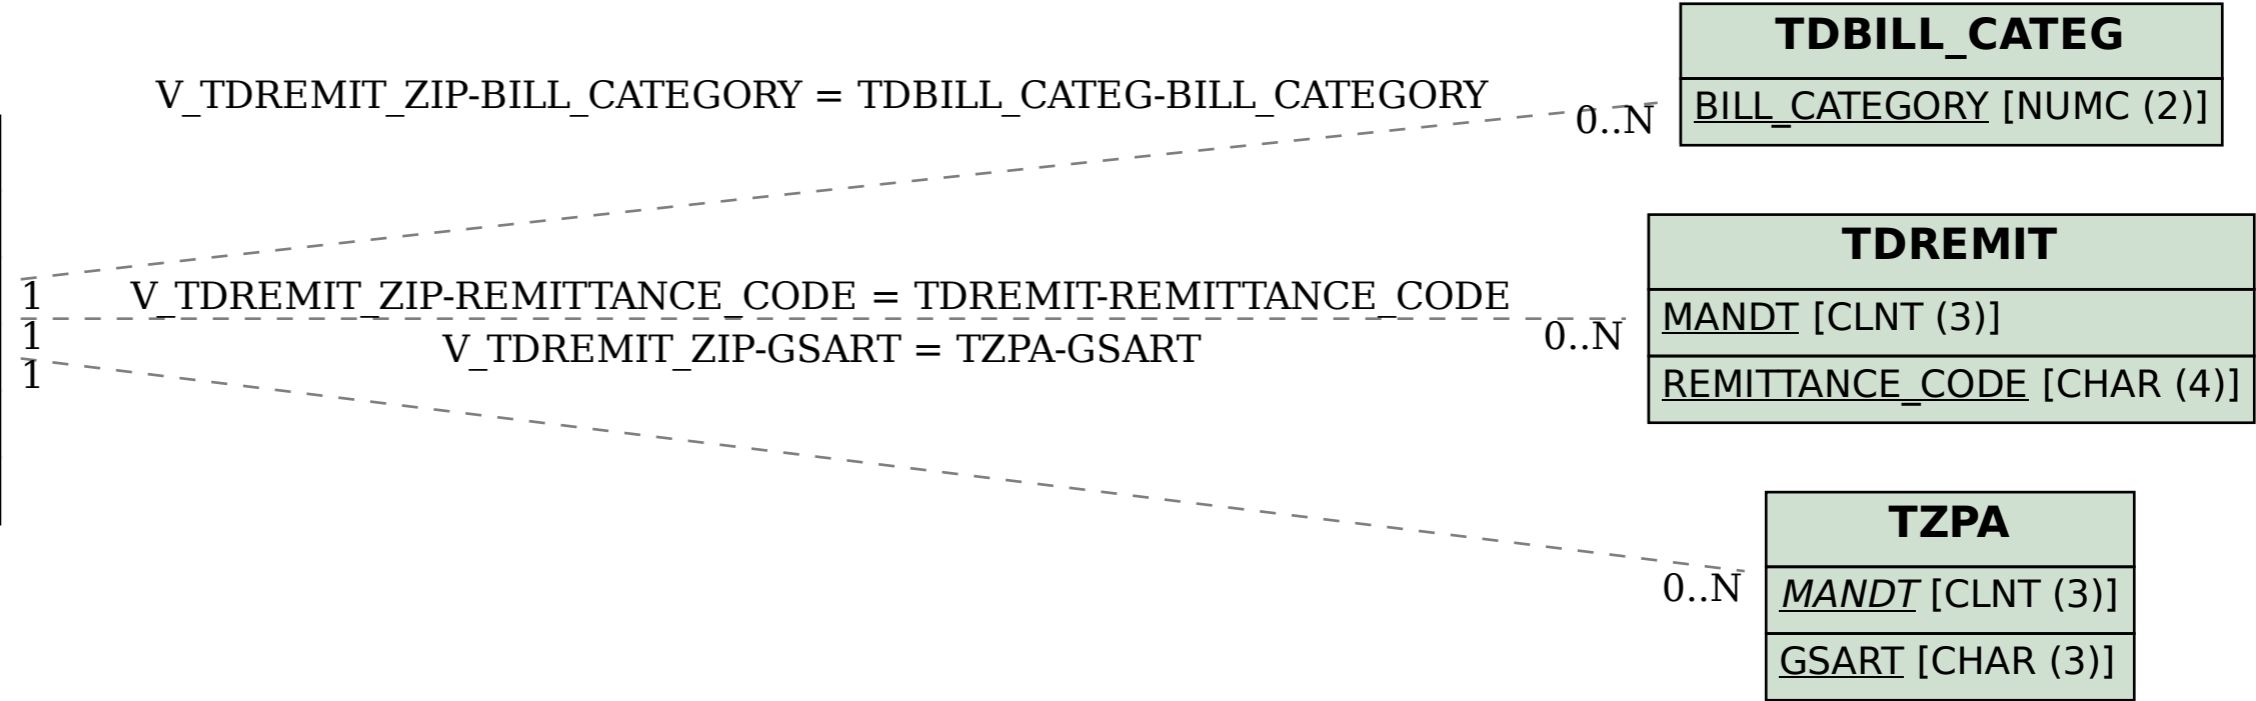 TDBILL_CATEG
BILL_CATEGORY [NUMC (2)]
V_TDREMIT_ZIP-BILL_CATEGORY = TDBILL_CATEG-BILL_CATEGORY
0..N
1
V_TDREMIT_ZIP-REMITTANCE_CODE = TDREMIT-REMITTANCE_CODE
1
0..N
TDREMIT
MANDT [CLNT (3)]
REMITTANCE_CODE [CHAR (4)]
V_TDREMIT_ZIP-GSART = TZPA-GSART
1
0..N
TZPA
MANDT [CLNT (3)]
GSART [CHAR (3)]